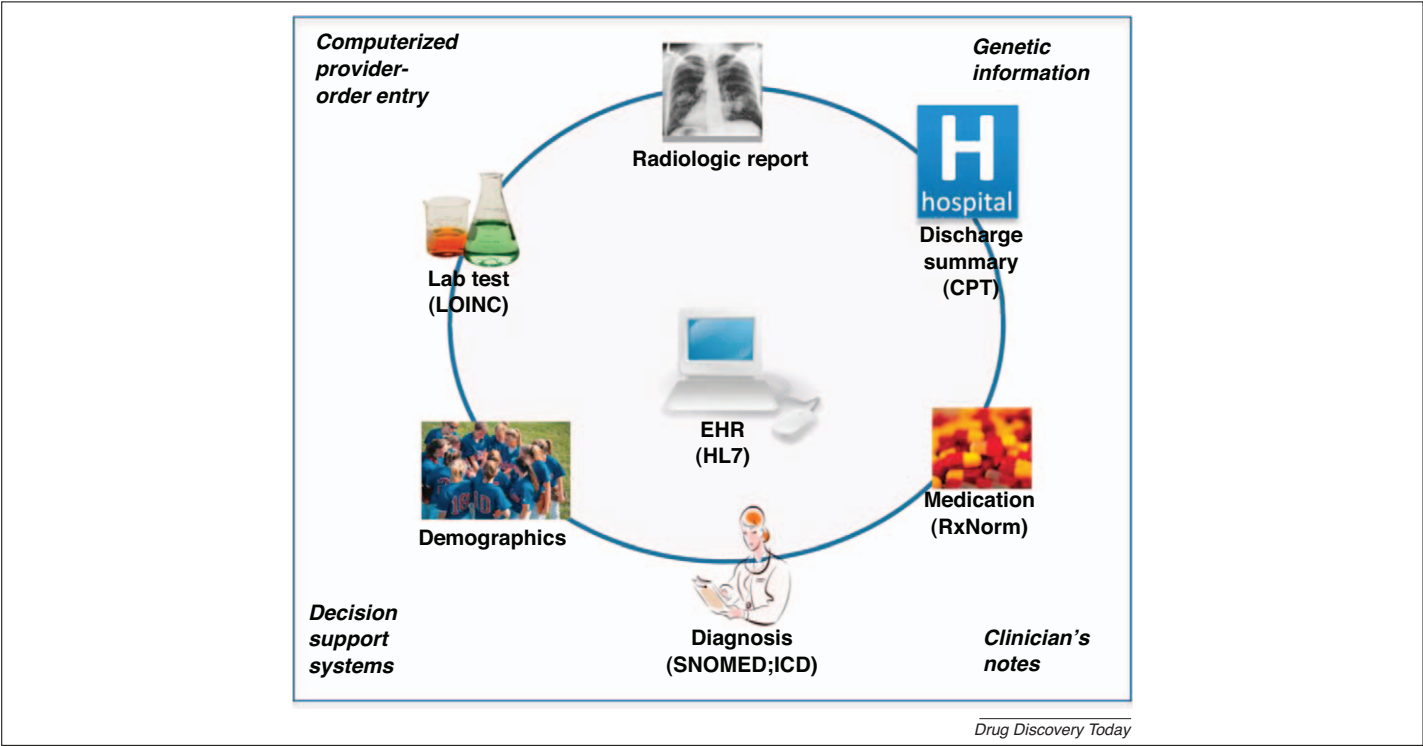 Computerized
provider-
order entry
Genetic
information
Radiologic report
H
hospital
Discharge
summary
(CPT)
Lab test
(LOINC)
EHR
(HL7)
Medication
(RxNorm)
Demographics
Diagnosis
(SNOMED;ICD)
Decision
support
systems
Clinician’s
notes
Drug Discovery Today